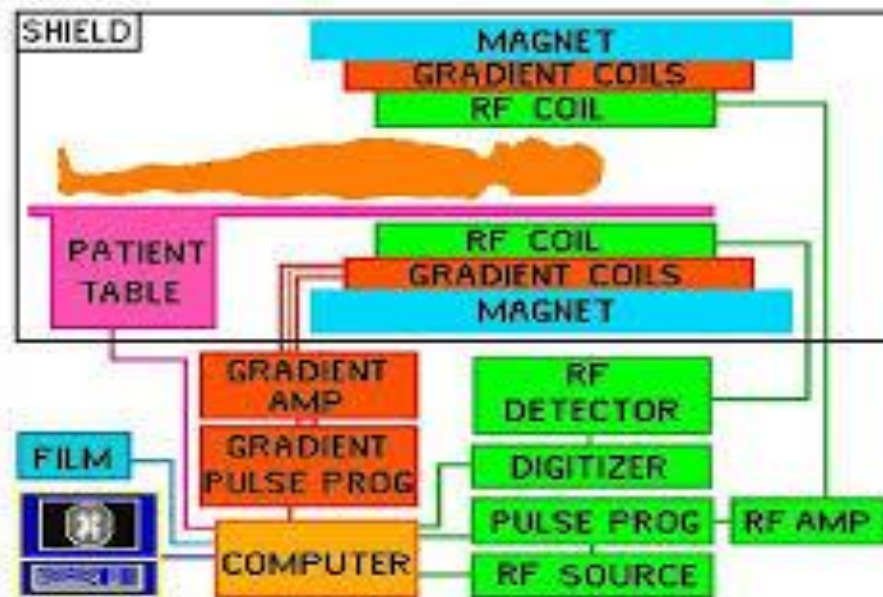 SHIELD
MAGNET
GRADIENT COILS
RF COIL
PATIENT
TABLE
RF COIL
GRADIENT COILS
MAGNET
GRADIENT
AMP
RF
DETECTOR
FILM
GRADIENT
PULSE PROG
DIGITIZER
PULSE PROG
RF AMP
COMPUTER
RF SOURCE